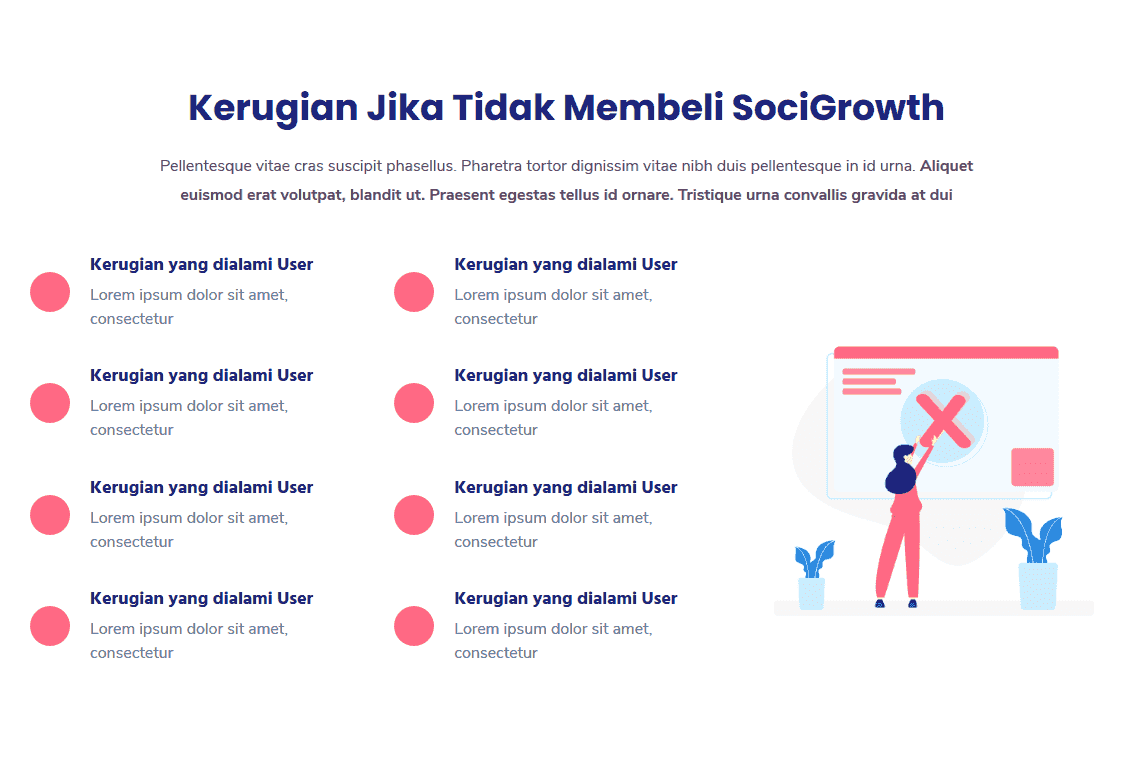 Kerugian Jika Tidak Membeli SociGrowth
Pellentesque vitae cras suscipit phasellus. Pharetra tortor dignissim vitae nibh duis pellentesque in id urna. Aliquet
euismod erat volutpat, blandit ut. Praesent egestas tellus id ornare. Tristique urna convallis gravida at dui
Kerugian yang dialami User
Lorem ipsum dolor sit amet,
consectetur
Kerugian yang dialami User
Lorem ipsum dolor sit amet,
consectetur
Kerugian yang dialami User
Lorem ipsum dolor sit amet,
consectetur
Kerugian yang dialami User
Lorem ipsum dolor sit amet,
consectetur
Kerugian yang dialami User
Lorem ipsum dolor sit amet,
consectetur
Kerugian yang dialami User
Lorem ipsum dolor sit amet,
consectetur
Kerugian yang dialami User
Lorem ipsum dolor sit amet,
consectetur
Kerugian yang dialami User
Lorem ipsum dolor sit amet,
consectetur